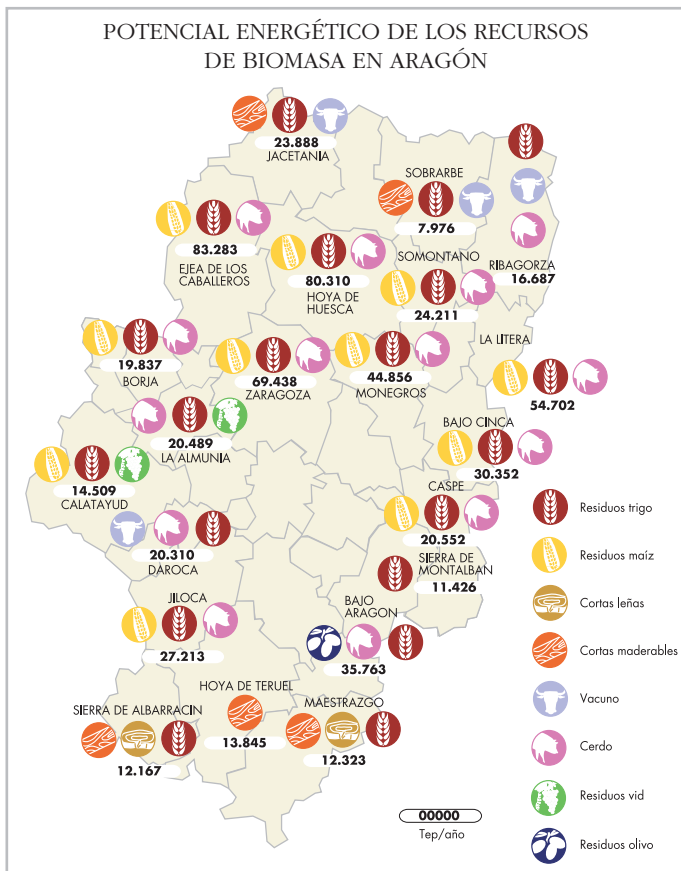 POTENCIAL ENERGÉTICO DE LOS RECURSOS
DE BIOMASA EN ARAGÓN
23.888
JACETANIA
SOBRARBE
7.976
RIBAGORZA
16.687
83.283
EJEA DE LOS
CABALLEROS
80.310
HOYA DE
HUESCA
SOMONTANO
24.211
LA LITERA
54.702
19.837
BORJA
69.438
ZARAGOZA
44.856
MONEGROS
20.489
LA ALMUNIA
BAJO CINCA
30.352
14.509
CALATAYUD
CASPE
20.552
20.310
DAROCA
SIERRA DE
MONTALBAN
11.426
JILOCA
27.213
BAJO
ARAGON
35.763
HOYA DE TERUEL
13.845
SIERRA DE ALBARRACIN
12.167
MAESTRAZGO
12.323
Residuos trigo
Residuos maíz
Cortas leñas
Cortas maderables
Vacuno
Cerdo
Residuos vid
Residuos olivo
00000
Tep/año